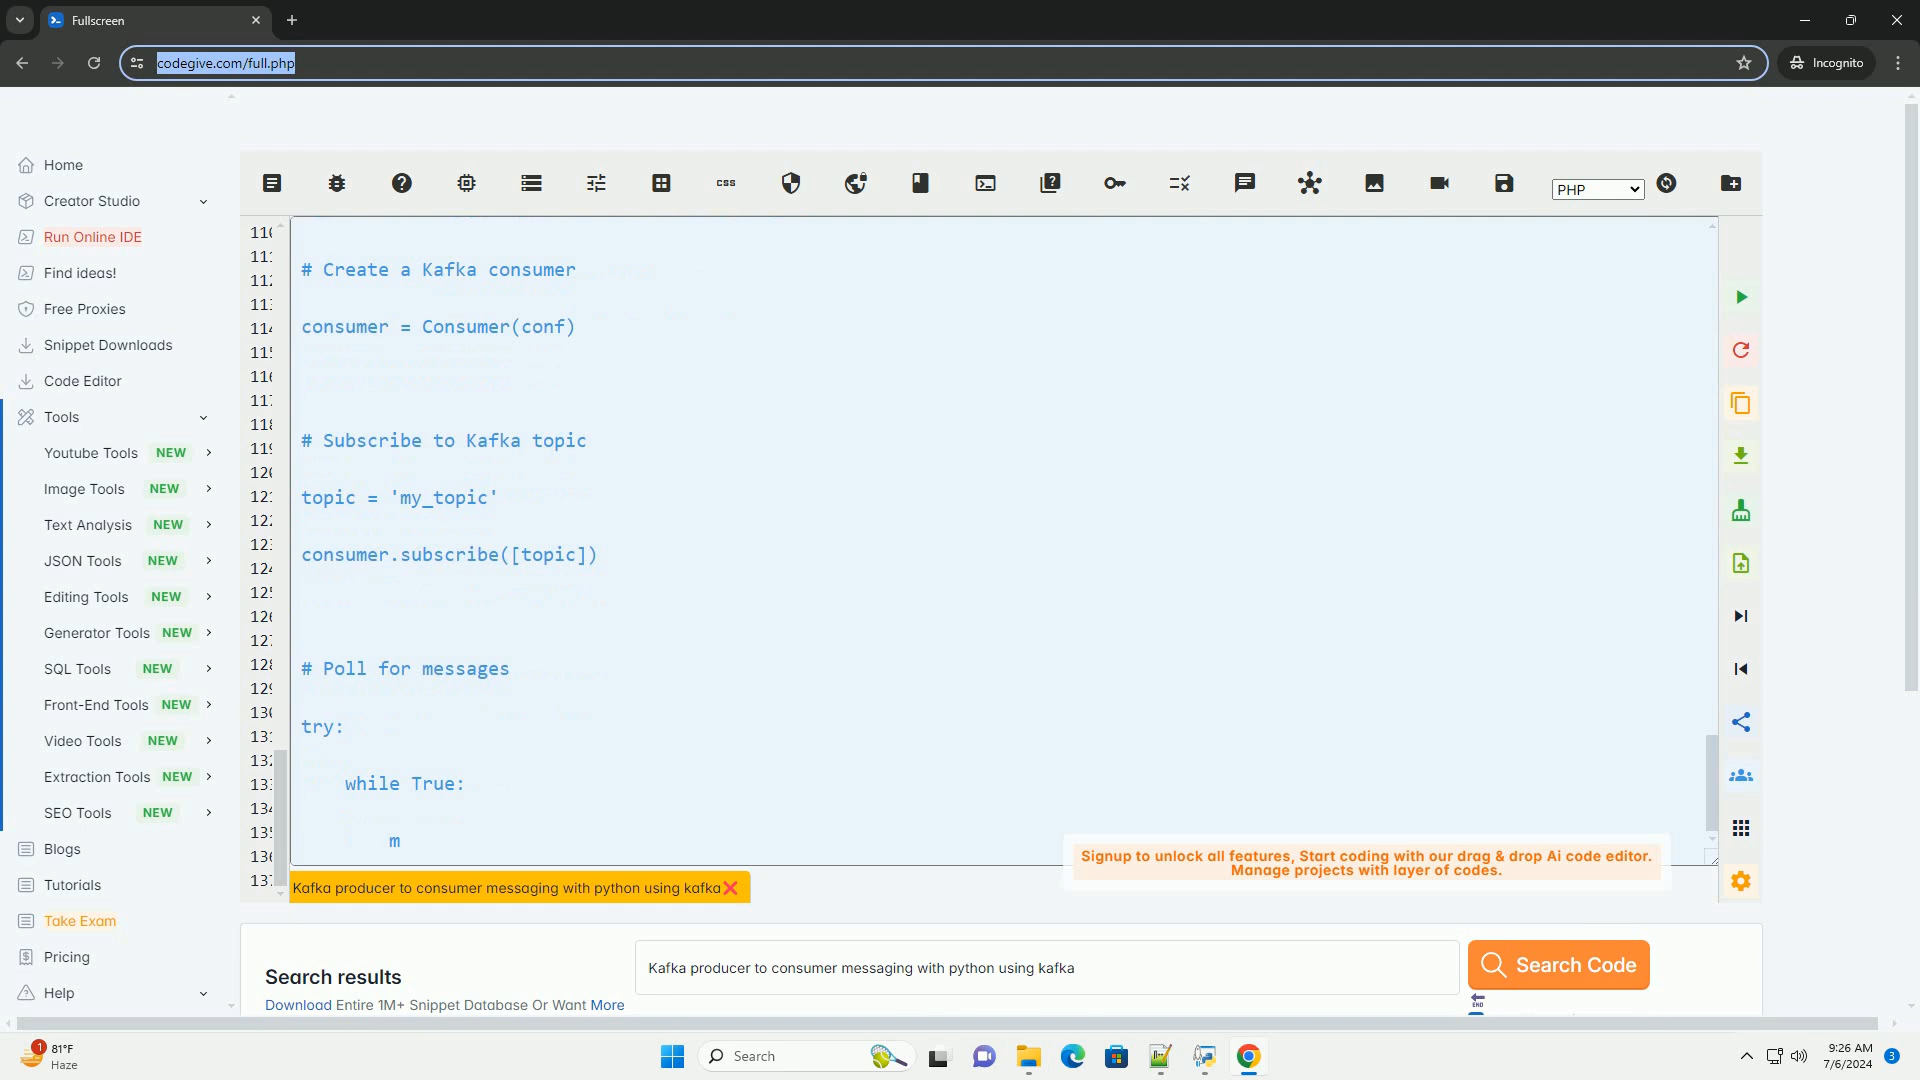 Fullscreen
codegive.com/full.php
Incognito
Home
Creator Studio
Run Online IDE
Find ideas!
Free Proxies
Snippet Downloads
Code Editor
Tools
Youtube Tools NEW
Image Tools NEW
Text Analysis NEW
JSON Tools NEW
Editing Tools NEW
Generator Tools NEW
SQL Tools NEW
Front-End Tools NEW
Video Tools NEW
Extraction Tools NEW
SEO Tools NEW
Blogs
Tutorials
Take Exam
Pricing
Help
css
PHP
# Create a Kafka consumer
consumer = Consumer(conf)
# Subscribe to Kafka topic
topic = 'my_topic'
consumer.subscribe([topic])
# Poll for messages
try:
while True:
m
Signup to unlock all features, Start coding with our drag & drop Ai code editor.
Manage projects with layer of codes.
Kafka producer to consumer messaging with python using kafka
Search results
Download Entire 1M+ Snippet Database Or Want More
Kafka producer to consumer messaging with python using kafka
Search Code
END
1
81°F
Haze
Search
9:26 AM
7/6/2024
3